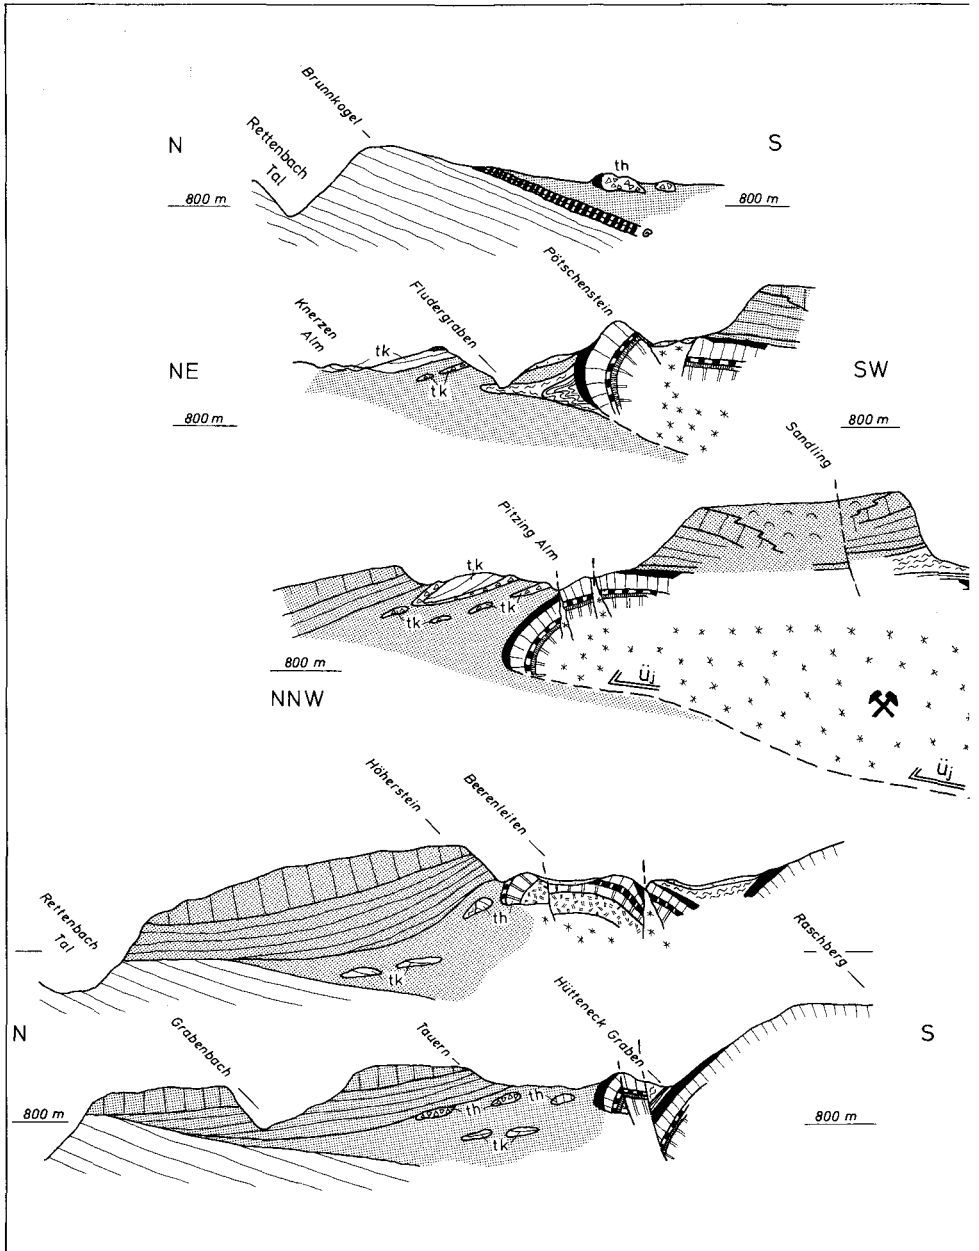 Brunnkogel
N
Rettenbach
Tal
S
th
800 m
800 m
G
Pötschenstein
Fludergraben
Knerzen
Alm
tk
NE
tk
SW
800 m
800 m
Sandling
Pitzing Alm
tk
tk
tk
800 m
Üj
NNW
Üj
Höherstein
Beerenleiten
Rettenbach
Tal
th
tk
Raschberg
N
Grabenbach
Tauern
Hütteneck
Graben
S
800 m
th
th
800 m
tk